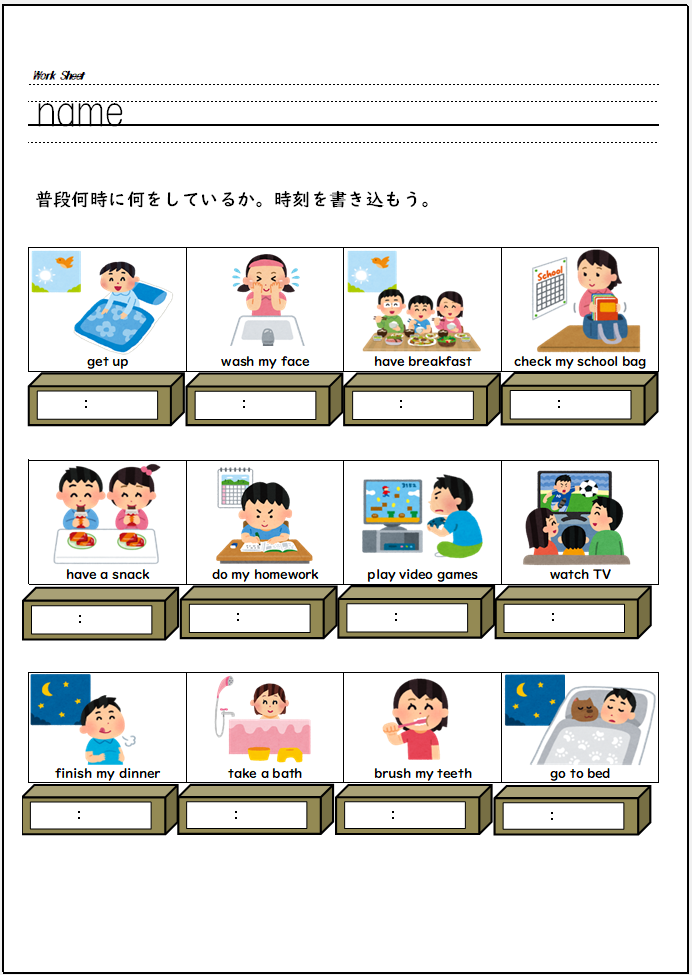 Work Sheet
name
普段何時に何をしているか。時刻を書き込もう。
School
get up wash my face have breakfast check my school bag
: : : :
have a snack do my homework play video games watch TV
: : : :
finish my dinner take a bath brush my teeth go to bed
: : : :